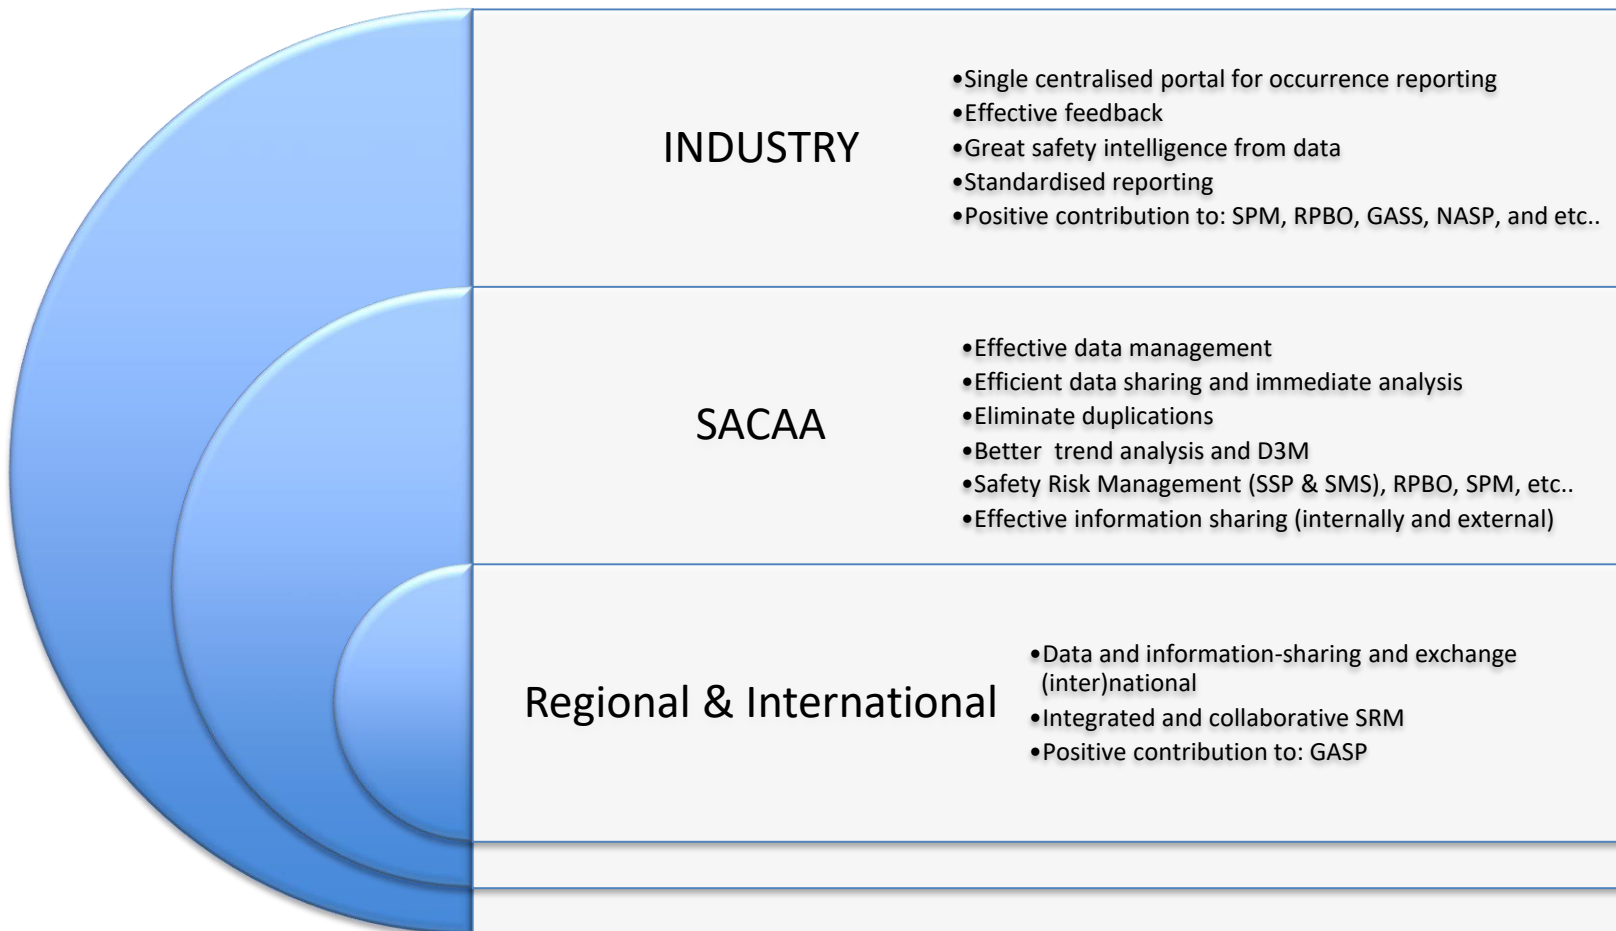 INDUSTRY
•Single centralised portal for occurrence reporting
•Effective feedback
•Great safety intelligence from data
•Standardised reporting
•Positive contribution to: SPM, RPBO, GASS, NASP, and etc..
SACAA
•Effective data management
•Efficient data sharing and immediate analysis
•Eliminate duplications
•Better  trend analysis and D3M
•Safety Risk Management (SSP & SMS), RPBO, SPM, etc..
•Effective information sharing (internally and external)
Regional & International
•Data and information-sharing and exchange
(inter)national
•Integrated and collaborative SRM
•Positive contribution to: GASP